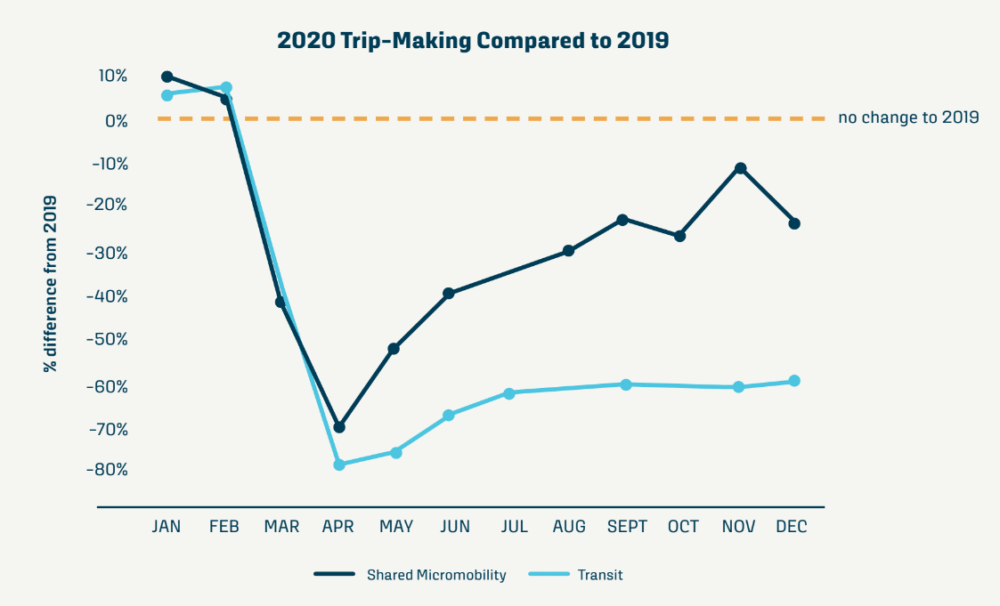 2020 Trip-Making Compared to 2019
10%
0%
no change to 2019
-10%
-20%
-30%
-40%
-50%
-60%
-70%
-80%
% difference from 2019
JAN FEB MAR APR MAY JUN JUL AUG SEPT OCT NOV DEC
Shared Micromobility Transit